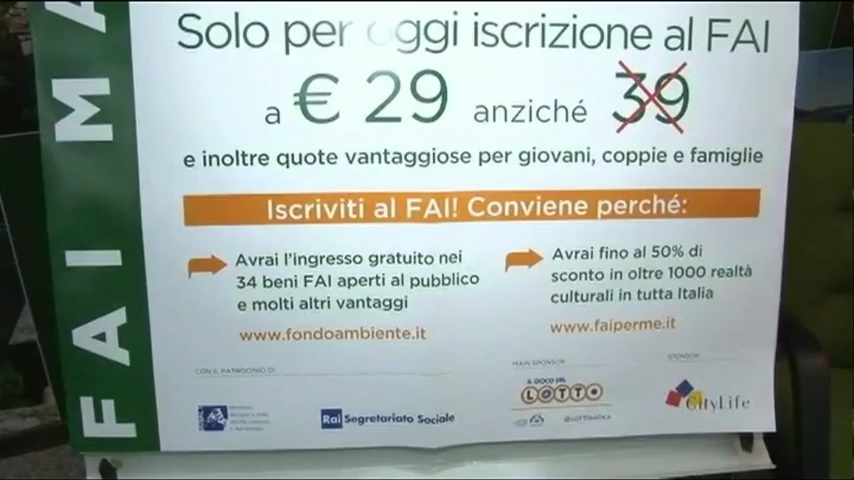 FAI MA
Solo per oggi iscrizione al FAI
a € 29 anziché 39
e inoltre quote vantaggiose per giovani, coppie e famiglie
Iscriviti al FAI! Conviene perché:
Avrai l'ingresso gratuito nei
34 beni FAI aperti al pubblico
e molti altri vantaggi
www.fondoambiente.it
Avrai fino al 50% di
sconto in oltre 1000 realtà
culturali in tutta Italia
www.faiperme.it
CON IL PATROCINIO DI
MAIN SPONSOR
SPONSOR
Rai Segretariato Sociale
IL GIOCO DEL
LOTTO
LOTTOMATICA
CityLife